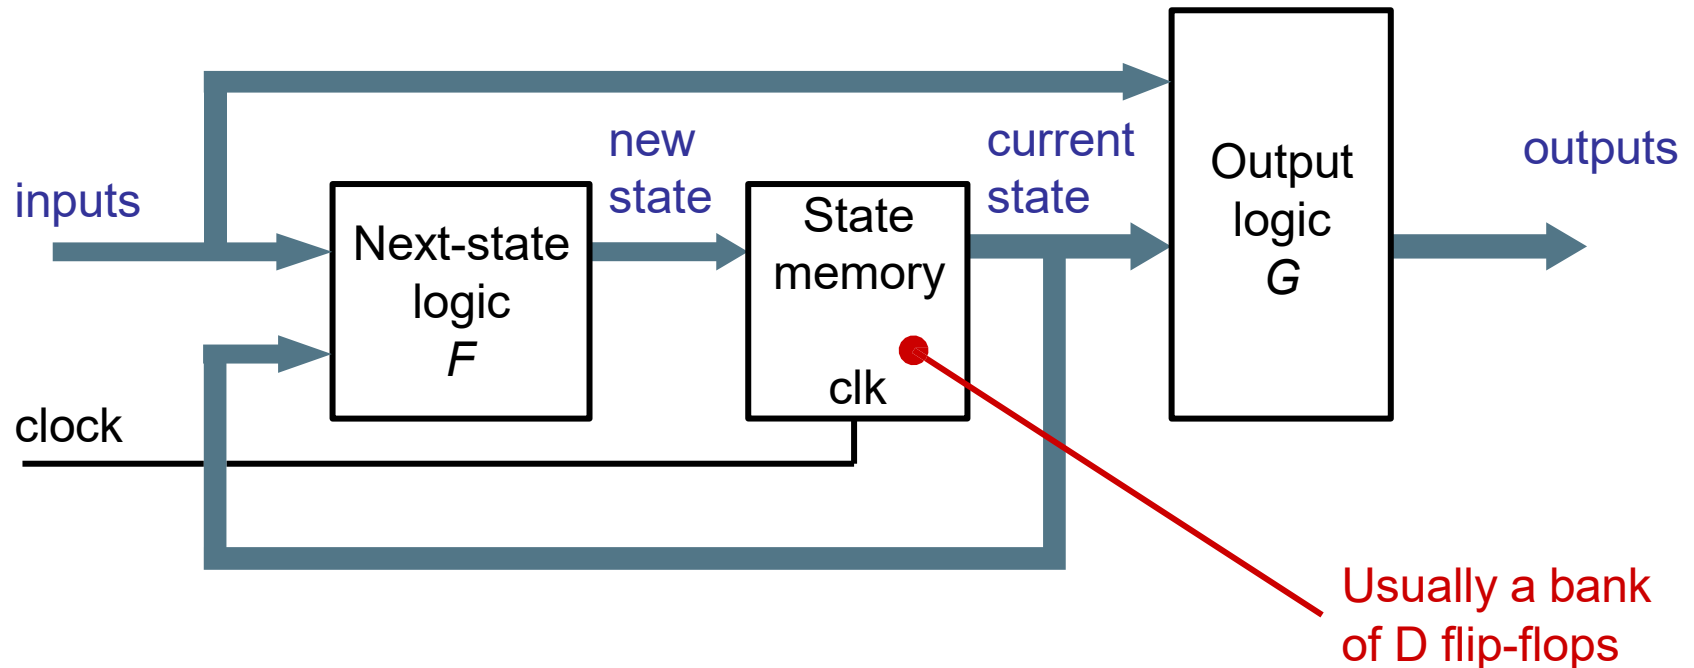 inputs
clock
Next-state
logic
F
new
state
State
memory
clk
current
state
Output
logic
G
outputs
Usually a bank
of D flip-flops